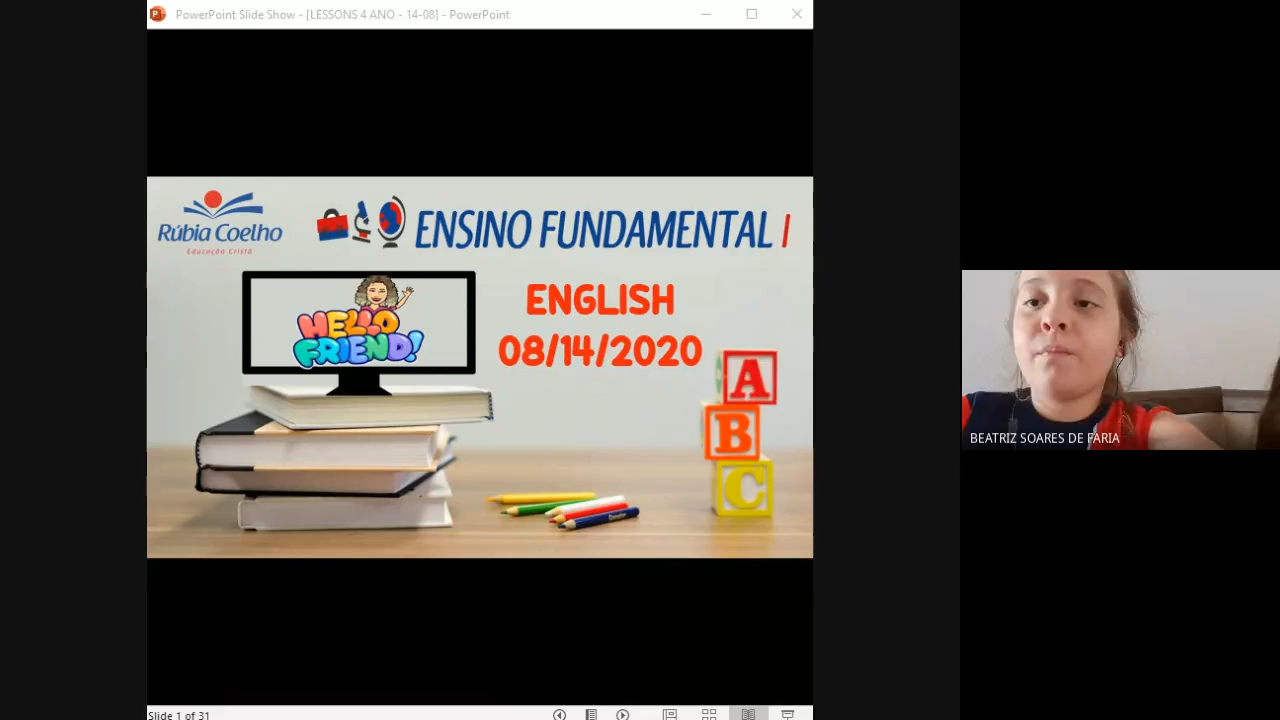 PowerPoint Slide Show - [LESSONS 4 ANO - 14-08] - PowerPoint
Rúbia Coelho
Educação Cristã
ENSINO FUNDAMENTAL I
HELLO
FRIEND!
ENGLISH
08/14/2020
A
B
C
BEATRIZ SOARES DE FARIA
Slide 1 of 31